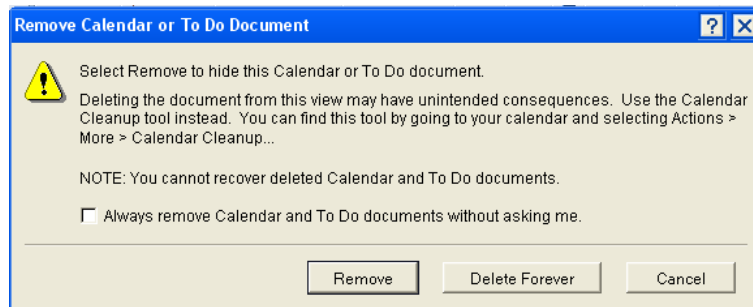 Remove Calendar or To Do Document
Select Remove to hide this Calendar or To Do document.
Deleting the document from this view may have unintended consequences. Use the Calendar
Cleanup tool instead. You can find this tool by going to your calendar and selecting Actions >
More > Calendar Cleanup...
NOTE: You cannot recover deleted Calendar and To Do documents.
Always remove Calendar and To Do documents without asking me.
Remove Delete Forever Cancel